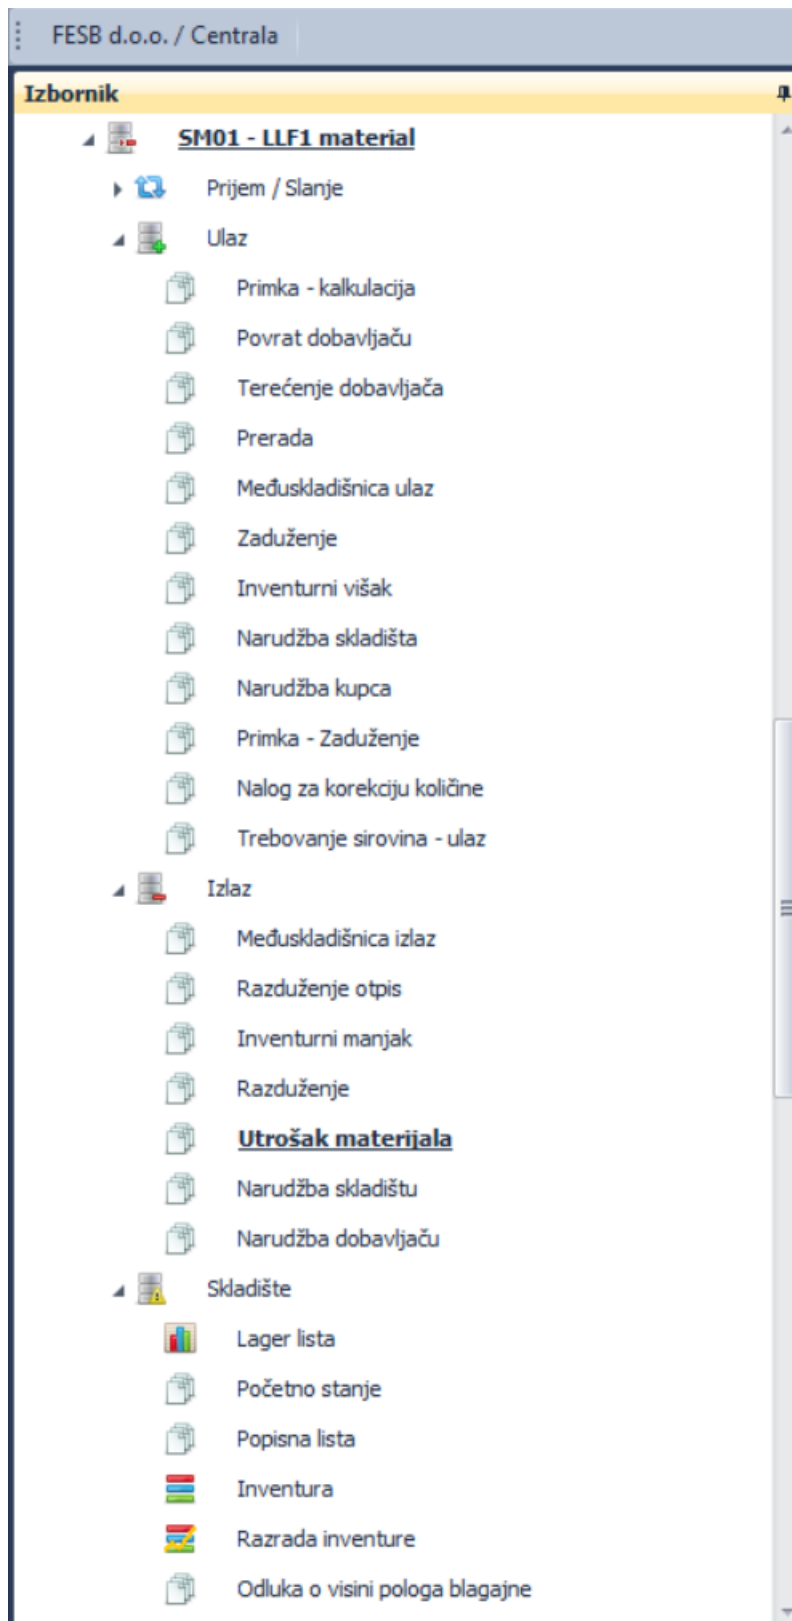 FESB d.o.o. / Centrala
Izbornik
SM01 - LLF1 material
Prijem / Slanje
Ulaz
Primka - kalkulacija
Povrat dobavljaču
Terećenje dobavljača
Prerada
Međuskladišnica ulaz
Zaduženje
Inventurni višak
Narudžba skladišta
Narudžba kupca
Primka - Zaduženje
Nalog za korekciju količine
Trebovanje sirovina - ulaz
Izlaz
Međuskladišnica izlaz
Razduženje otpis
Inventurni manjak
Razduženje
Utrošak materijala
Narudžba skladištu
Narudžba dobavljaču
Skladište
Lager lista
Početno stanje
Popisna lista
Inventura
Razrada inventure
Odluka o visini pologa blagajne